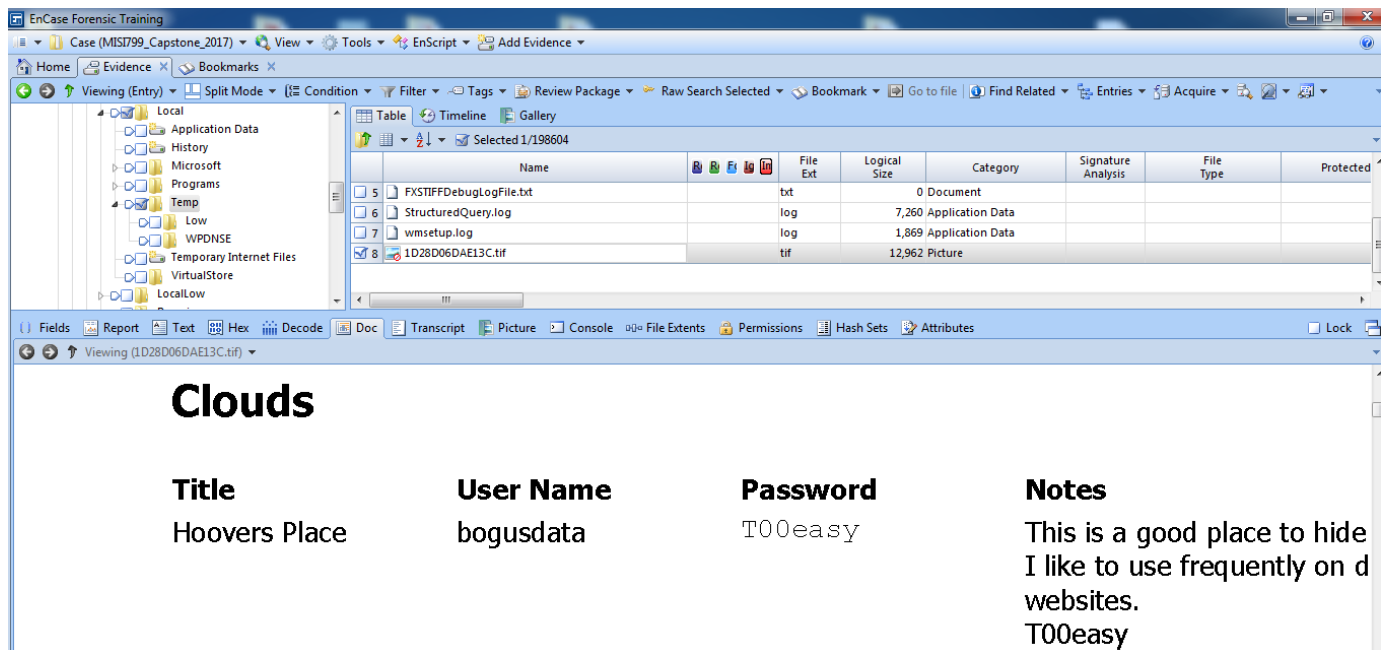 EnCase Forensic Training
Case (MISI799_Capstone_2017) View Tools EnScript Add Evidence
Home Evidence Bookmarks
Viewing (Entry) Split Mode Condition Filter Tags Review Package Raw Search Selected Bookmark Go to file Find Related Entries Acquire
Local
Application Data
History
Microsoft
Programs
Temp
Low
WPDNSE
Temporary Internet Files
VirtualStore
LocalLow
Table Timeline Gallery
Selected 1/198604
Name File Ext Logical Size Category Signature Analysis File Type Protected
5 FXSTIFFDebugLogFile.txt txt 0 Document
6 StructuredQuery.log log 7,260 Application Data
7 wmsetup.log log 1,869 Application Data
8 1D28D06DAE13C.tif tif 12,962 Picture
Fields Report Text Hex Decode Doc Transcript Picture Console File Extents Permissions Hash Sets Attributes Lock
Viewing (1D28D06DAE13C.tif)
Clouds
Title User Name Password Notes
Hoovers Place bogusdata T00easy This is a good place to hide
I like to use frequently on d
websites.
T00easy